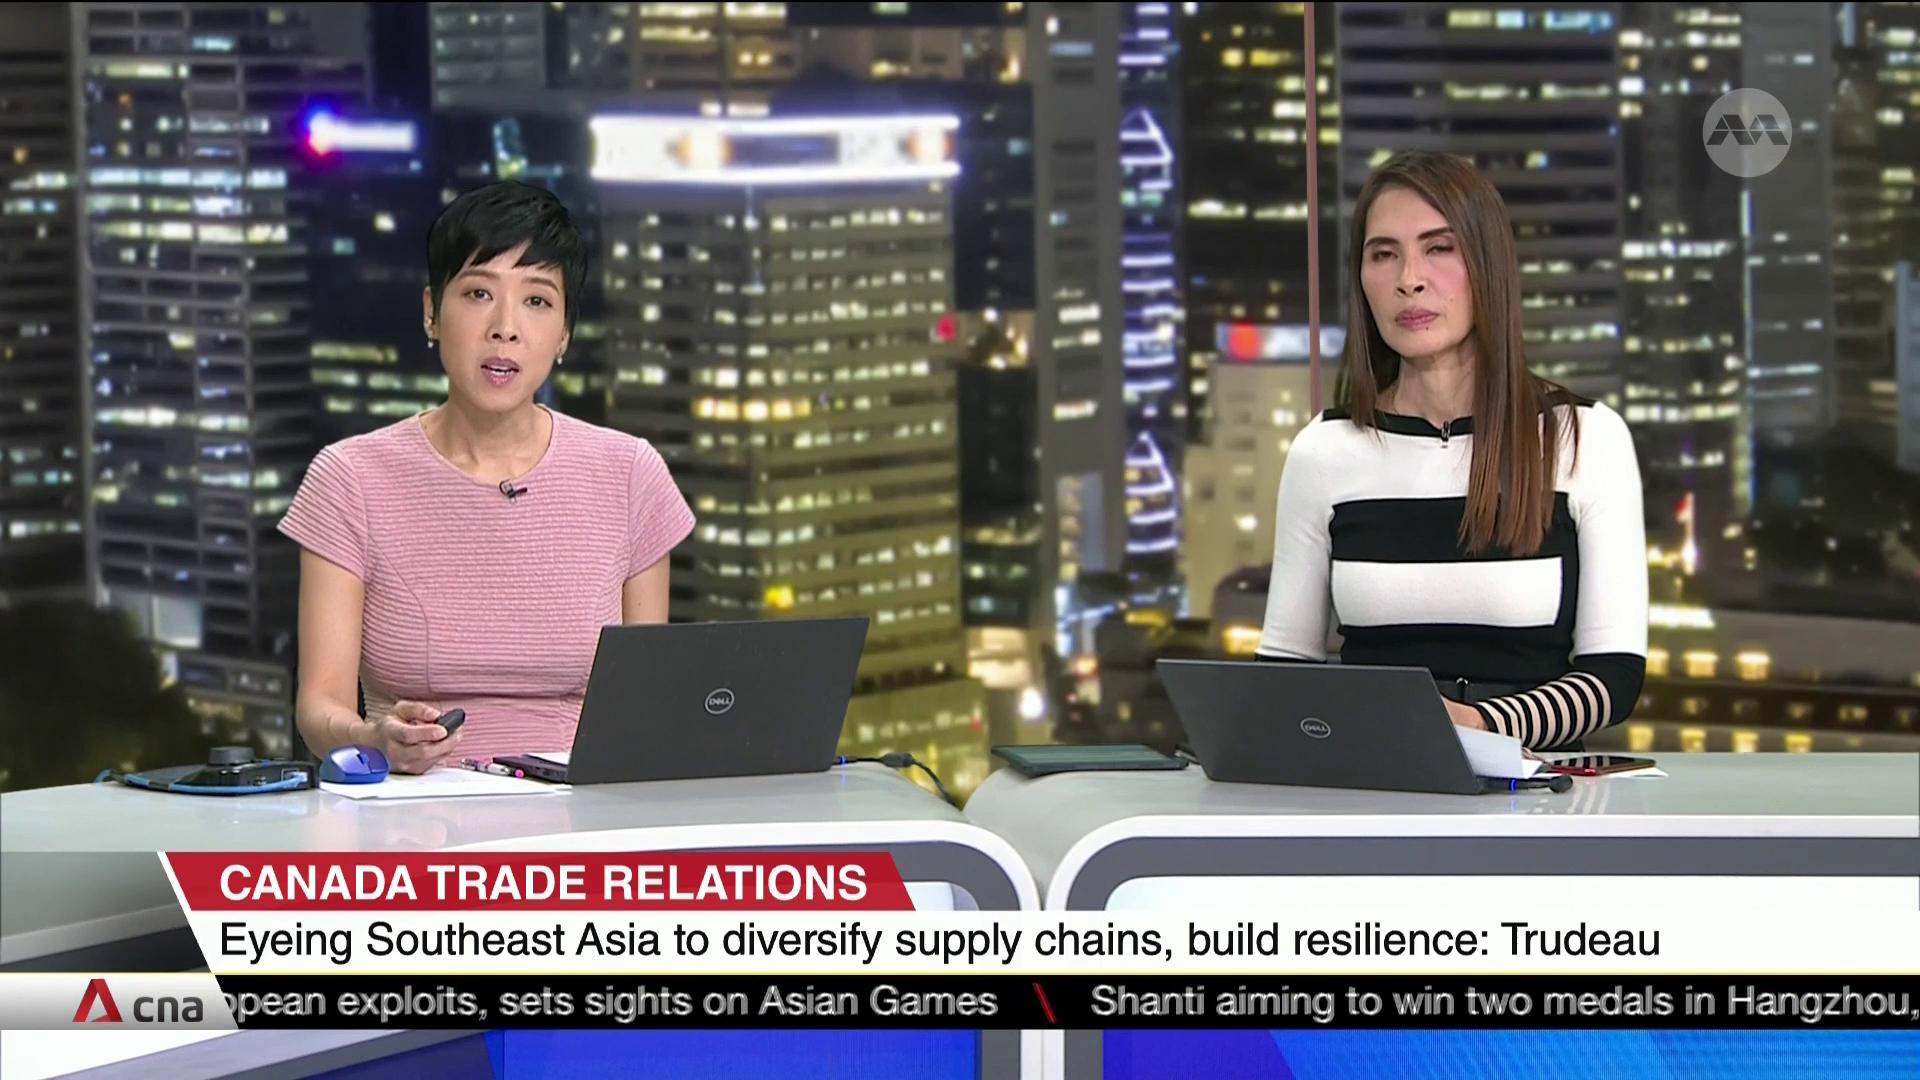 DELL
DELL
CANADA TRADE RELATIONS
Eyeing Southeast Asia to diversify supply chains, build resilience: Trudeau
cna
opean exploits, sets sights on Asian Games \ Shanti aiming to win two medals in Hangzhou,